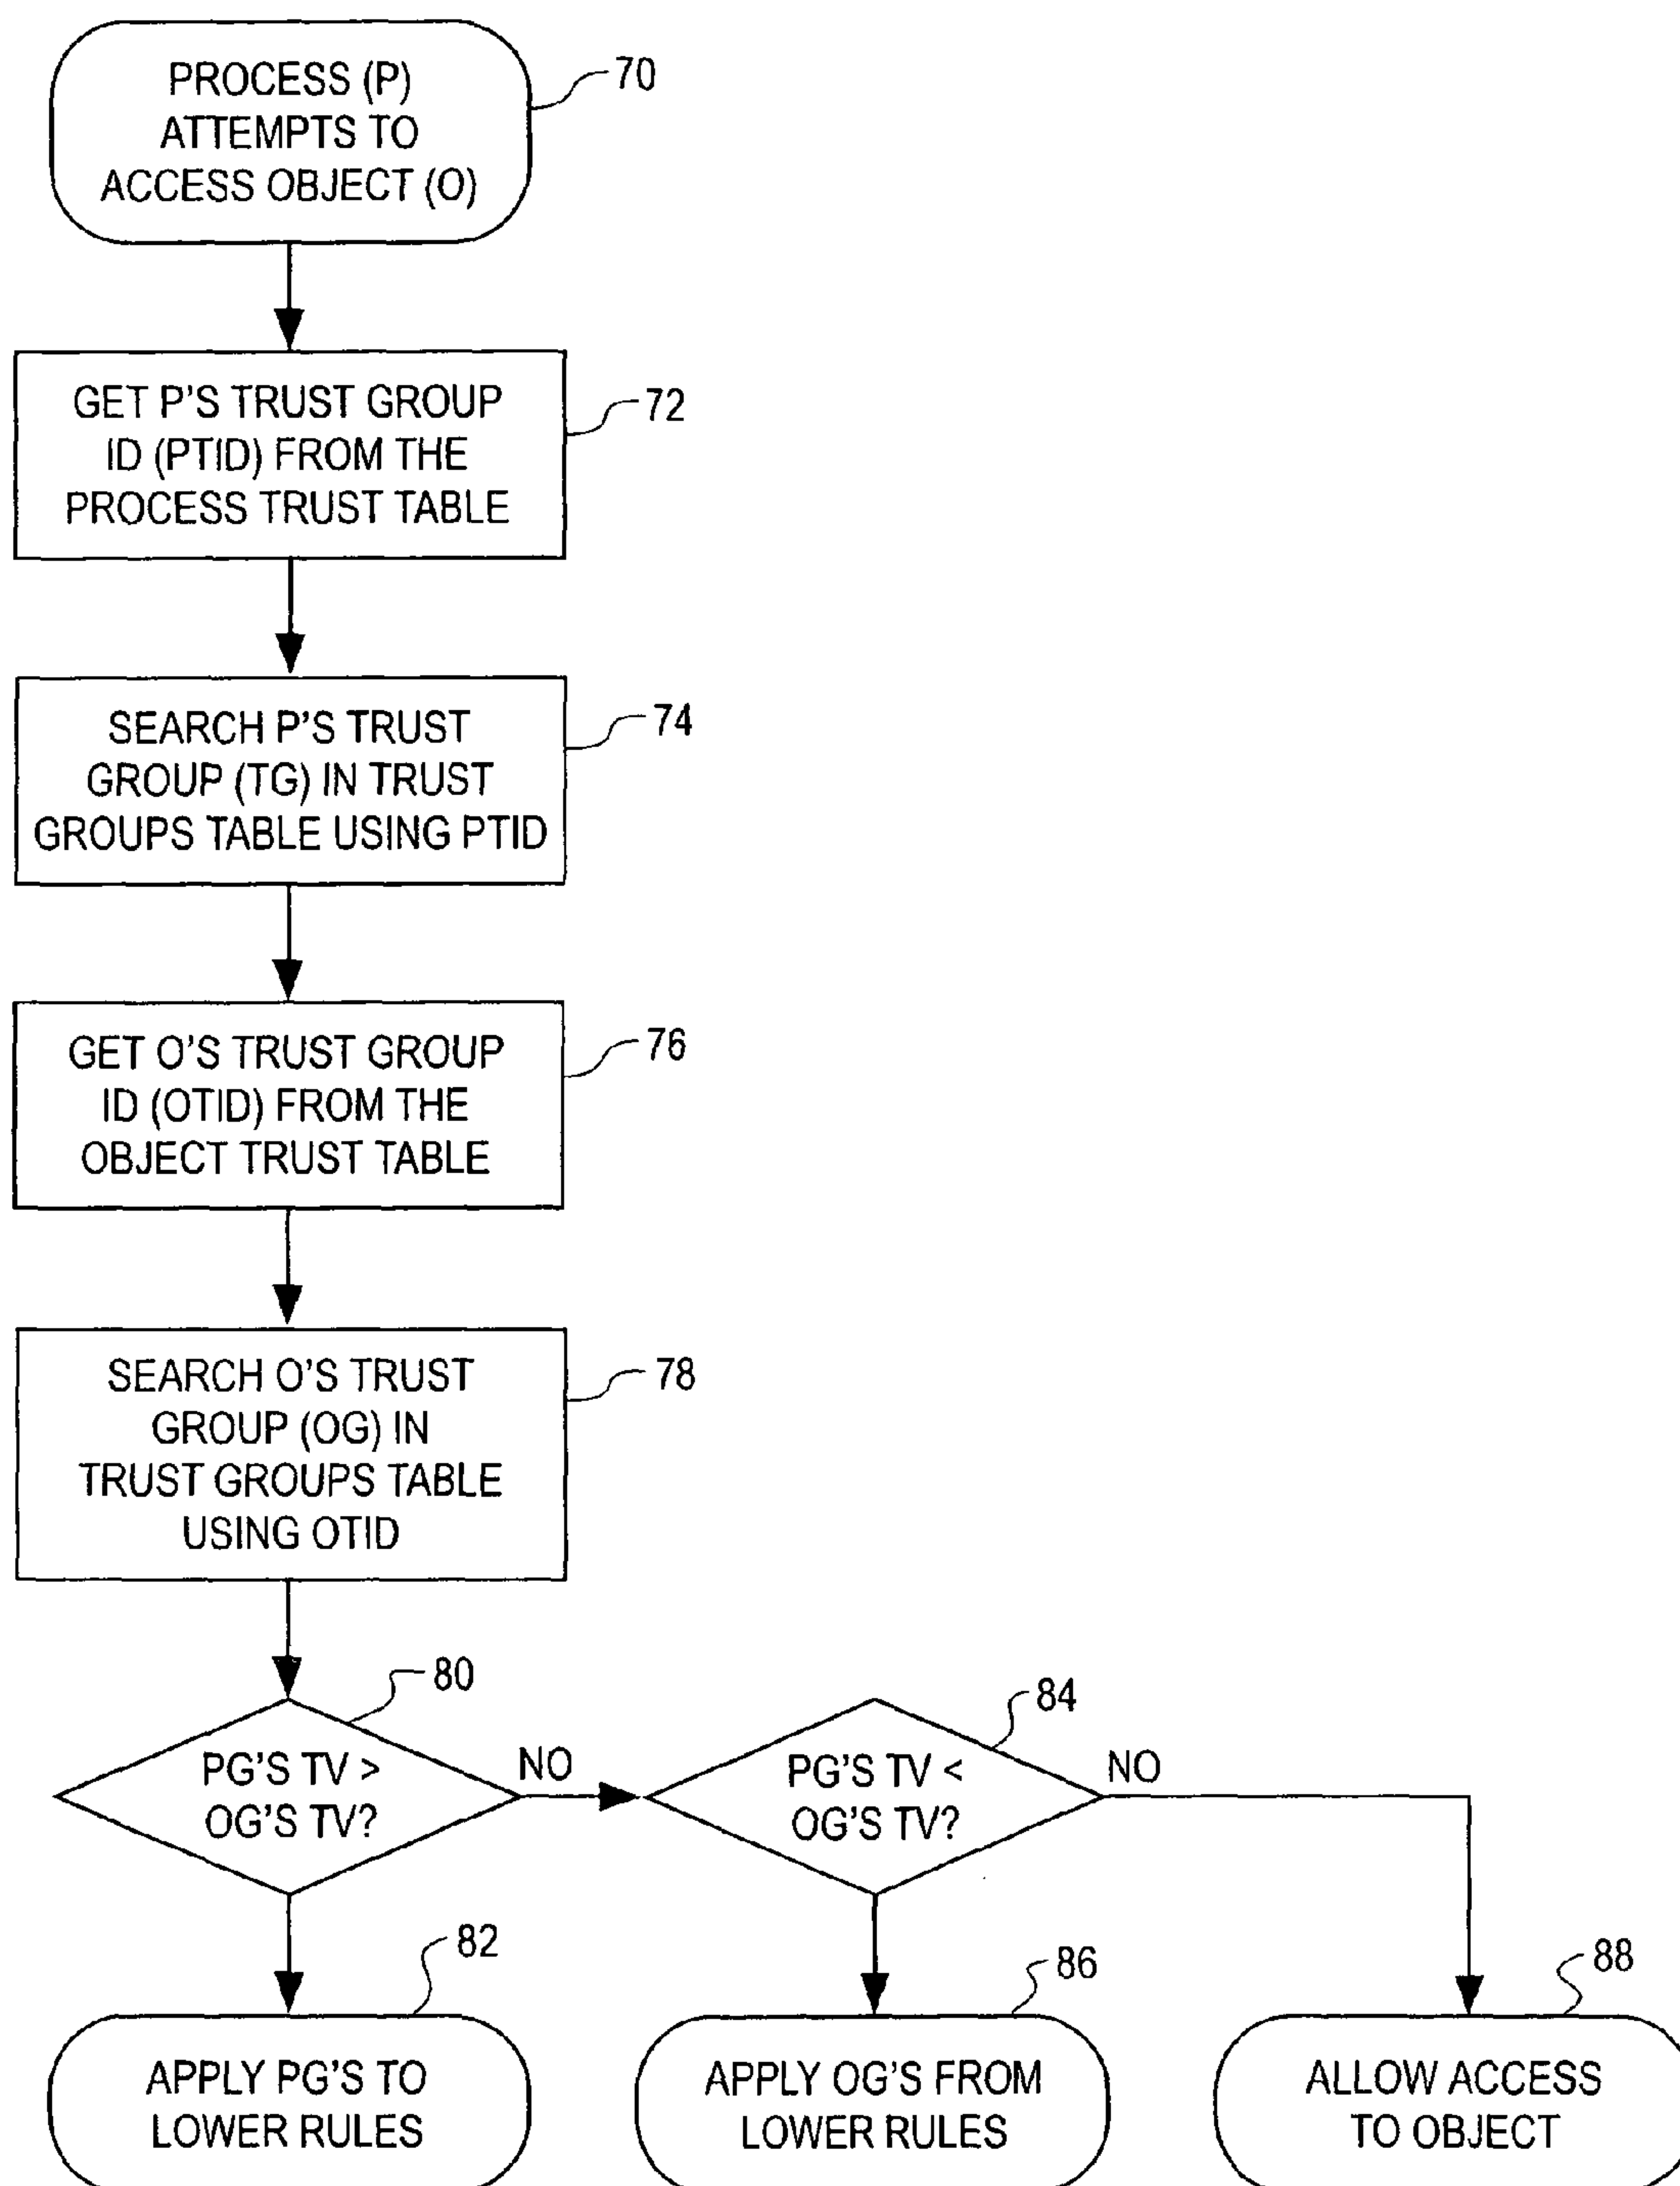 PROCESS (P)
ATTEMPTS TO
ACCESS OBJECT (O)
70
GET P'S TRUST GROUP
ID (PTID) FROM THE
PROCESS TRUST TABLE
72
SEARCH P'S TRUST
GROUP (TG) IN TRUST
GROUPS TABLE USING PTID
74
GET O'S TRUST GROUP
ID (OTID) FROM THE
OBJECT TRUST TABLE
76
SEARCH O'S TRUST
GROUP (OG) IN
TRUST GROUPS TABLE
USING OTID
78
80
PG'S TV >
OG'S TV?
NO
84
PG'S TV <
OG'S TV?
NO
82
APPLY PG'S TO
LOWER RULES
86
APPLY OG'S FROM
LOWER RULES
88
ALLOW ACCESS
TO OBJECT